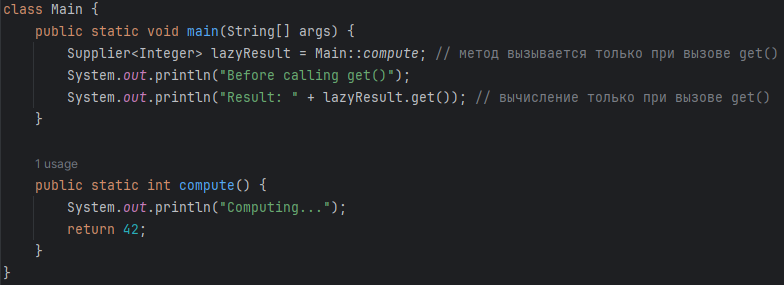 class Main {
    public static void main(String[] args) {
        Supplier<Integer> lazyResult = Main::compute; // метод вызывается только при вызове get()
        System.out.println("Before calling get()");
        System.out.println("Result: " + lazyResult.get()); // вычисление только при вызове get()
    }
    1 usage
    public static int compute() {
        System.out.println("Computing...");
        return 42;
    }
}